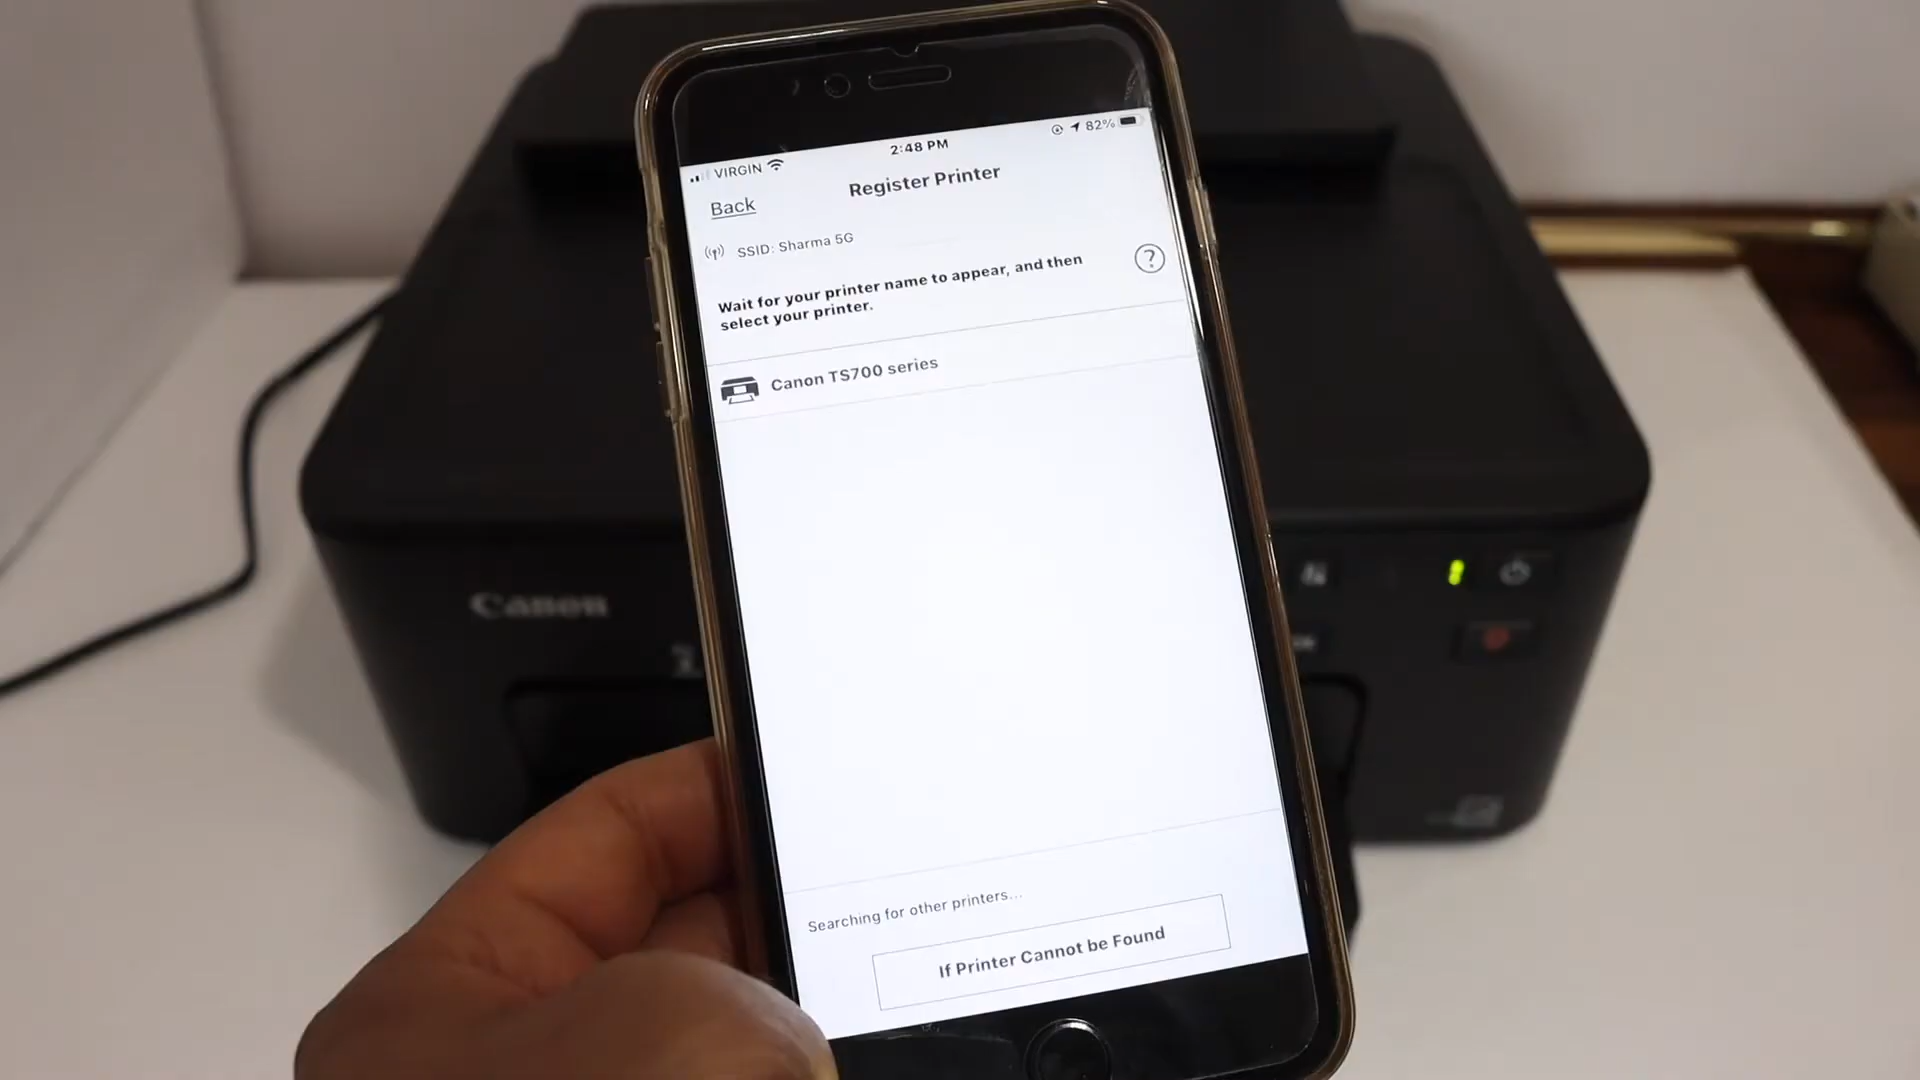 VIRGIN
2:48 PM
82%
Back
Register Printer
SSID: Sharma 5G
Wait for your printer name to appear, and then
select your printer.
?
Canon TS700 series
Searching for other printers...
If Printer Cannot be Found
Canon